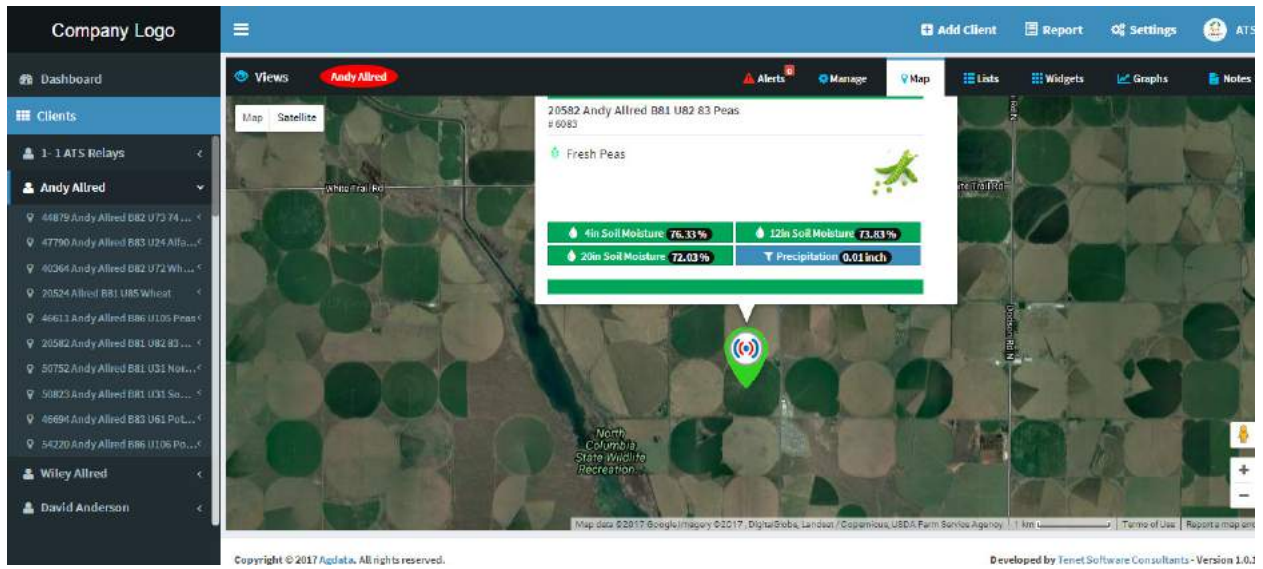 Company Logo
Add Client Report Settings ATS
Dashboard
Views Andy Allred Alerts 0 Manage Map Lists Widgets Graphs Notes
Clients
Map Satellite
20582 Andy Allred B81 U82 83 Peas
# 6083
Fresh Peas
1- 1 ATS Relays
Andy Allred
White Trail Rd
44879 Andy Allred B82 U73 74 ...
47790 Andy Allred B83 U24 Alfa...
40364 Andy Allred B82 U72 Wh...
20524 Allred B81 U85 Wheat
46613 Andy Allred B86 U105 Peas
20582 Andy Allred B81 U82 83 ...
50752 Andy Allred B81 U31 Nor...
50823 Andy Allred B81 U31 So...
46694 Andy Allred B83 U61 Pot...
54220 Andy Allred B86 U106 Po...
Wiley Allred
David Anderson
4in Soil Moisture 76.33 % 12in Soil Moisture 73.83 %
20in Soil Moisture 72.03 % Precipitation 0.01 inch
Dodson Rd N
North
Columbia
State Wildlife
Recreation...
Map data ©2017 Google Imagery ©2017 , DigitalGlobe, Landsat / Copernicus, USDA Farm Service Agency 1 km Terms of Use Report a map
Copyright © 2017 Agdata. All rights reserved. Developed by Tenet Software Consultants - Version 1.0.1